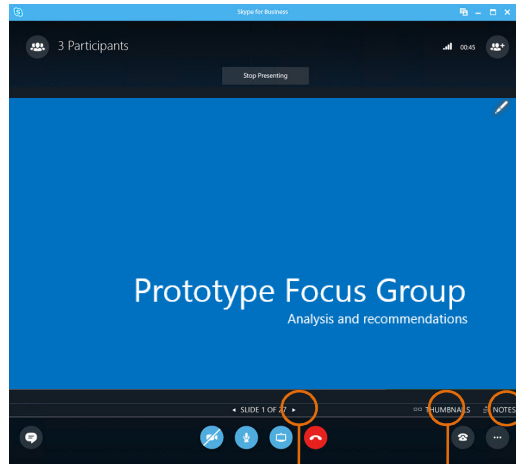 Skype for Business
3 Participants
00:45
Stop Presenting
Prototype Focus Group
Analysis and recommendations
SLIDE 1 OF 27
THUMBNAILS
NOTES